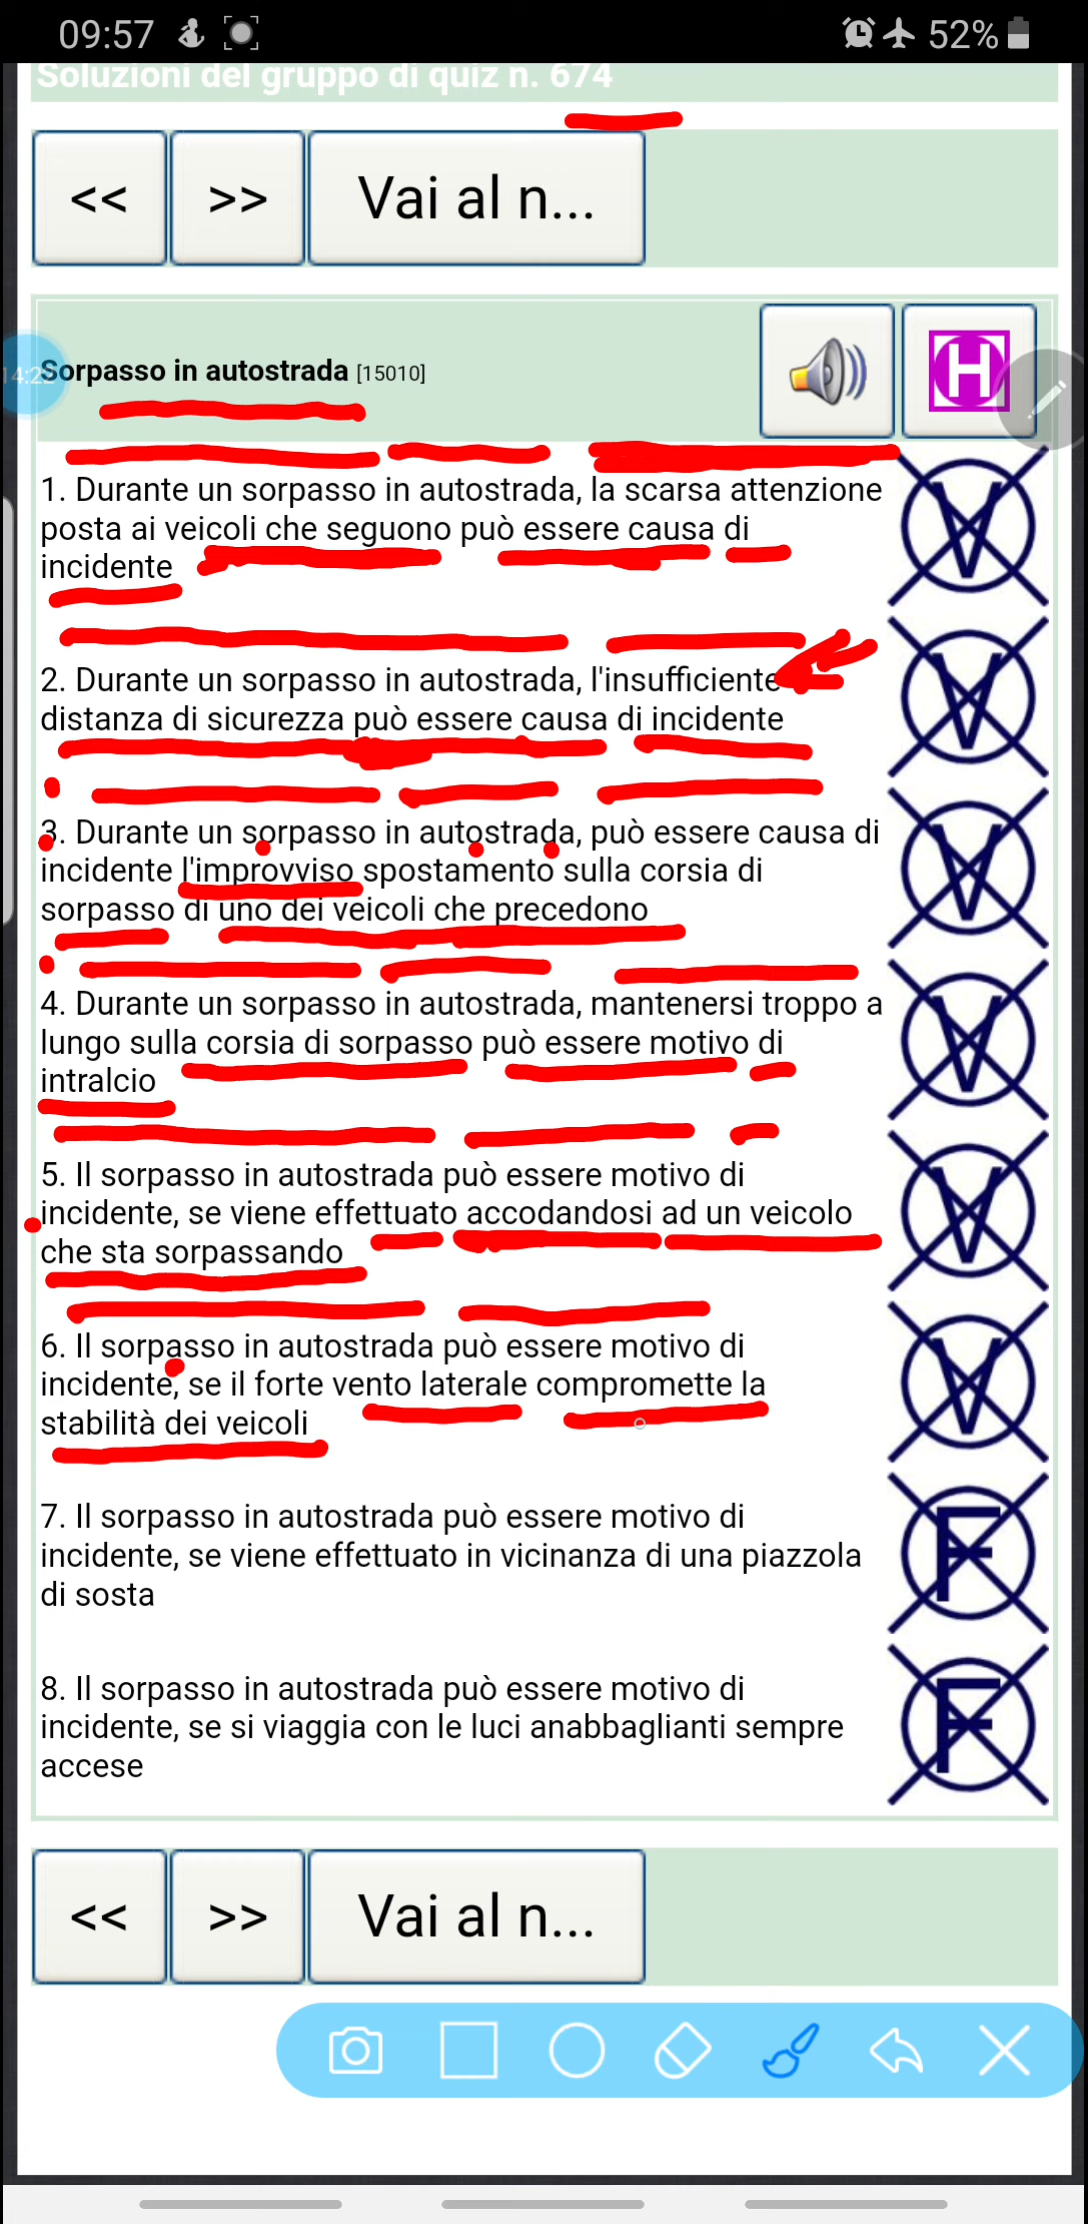 09:57
52%
Soluzioni del gruppo di quiz n. 674
<< >> Vai al n...
Sorpasso in autostrada [15010]
H
1. Durante un sorpasso in autostrada, la scarsa attenzione
posta ai veicoli che seguono può essere causa di
incidente
V
2. Durante un sorpasso in autostrada, l'insufficiente
distanza di sicurezza può essere causa di incidente
V
3. Durante un sorpasso in autostrada, può essere causa di
incidente l'improvviso spostamento sulla corsia di
sorpasso di uno dei veicoli che precedono
V
4. Durante un sorpasso in autostrada, mantenersi troppo a
lungo sulla corsia di sorpasso può essere motivo di
intralcio
V
5. Il sorpasso in autostrada può essere motivo di
incidente, se viene effettuato accodandosi ad un veicolo
che sta sorpassando
V
6. Il sorpasso in autostrada può essere motivo di
incidente, se il forte vento laterale compromette la
stabilità dei veicoli
V
7. Il sorpasso in autostrada può essere motivo di
incidente, se viene effettuato in vicinanza di una piazzola
di sosta
F
8. Il sorpasso in autostrada può essere motivo di
incidente, se si viaggia con le luci anabbaglianti sempre
accese
F
<< >> Vai al n...